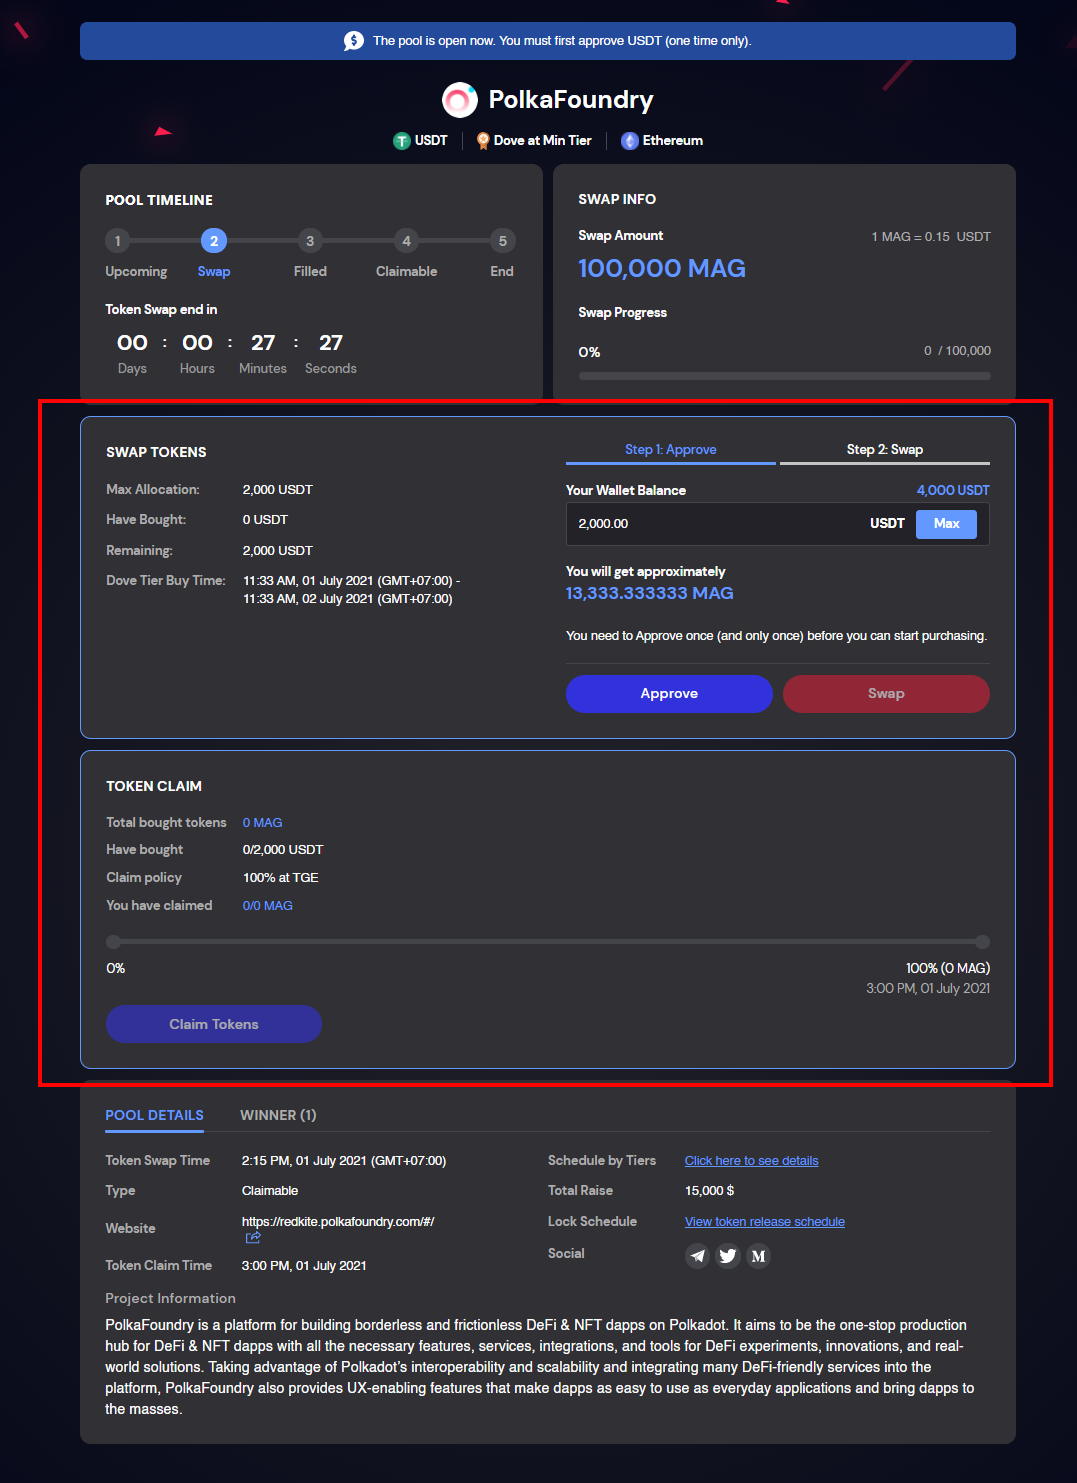 The pool is open now. You must first approve USDT (one time only).
PolkaFoundry
USDT
Dove at Min Tier
Ethereum
POOL TIMELINE
1
2
3
4
5
Upcoming
Swap
Filled
Claimable
End
Token Swap end in
00 : 00 : 27 : 27
Days
Hours
Minutes
Seconds
SWAP INFO
Swap Amount
1 MAG = 0.15 USDT
100,000 MAG
Swap Progress
0%
0 / 100,000
SWAP TOKENS
Max Allocation: 2,000 USDT
Have Bought: 0 USDT
Remaining: 2,000 USDT
Dove Tier Buy Time: 11:33 AM, 01 July 2021 (GMT+07:00) -
11:33 AM, 02 July 2021 (GMT+07:00)
Step 1: Approve
Step 2: Swap
Your Wallet Balance
4,000 USDT
2,000.00
USDT
Max
You will get approximately
13,333.333333 MAG
You need to Approve once (and only once) before you can start purchasing.
Approve
Swap
TOKEN CLAIM
Total bought tokens 0 MAG
Have bought 0/2,000 USDT
Claim policy 100% at TGE
You have claimed 0/0 MAG
0%
100% (0 MAG)
3:00 PM, 01 July 2021
Claim Tokens
POOL DETAILS
WINNER (1)
Token Swap Time 2:15 PM, 01 July 2021 (GMT+07:00)
Type Claimable
Website https://redkite.polkafoundry.com/#/
Token Claim Time 3:00 PM, 01 July 2021
Schedule by Tiers Click here to see details
Total Raise 15,000 $
Lock Schedule View token release schedule
Social
Project Information
PolkaFoundry is a platform for building borderless and frictionless DeFi & NFT dapps on Polkadot. It aims to be the one-stop production
hub for DeFi & NFT dapps with all the necessary features, services, integrations, and tools for DeFi experiments, innovations, and real-
world solutions. Taking advantage of Polkadot's interoperability and scalability and integrating many DeFi-friendly services into the
platform, PolkaFoundry also provides UX-enabling features that make dapps as easy to use as everyday applications and bring dapps to
the masses.